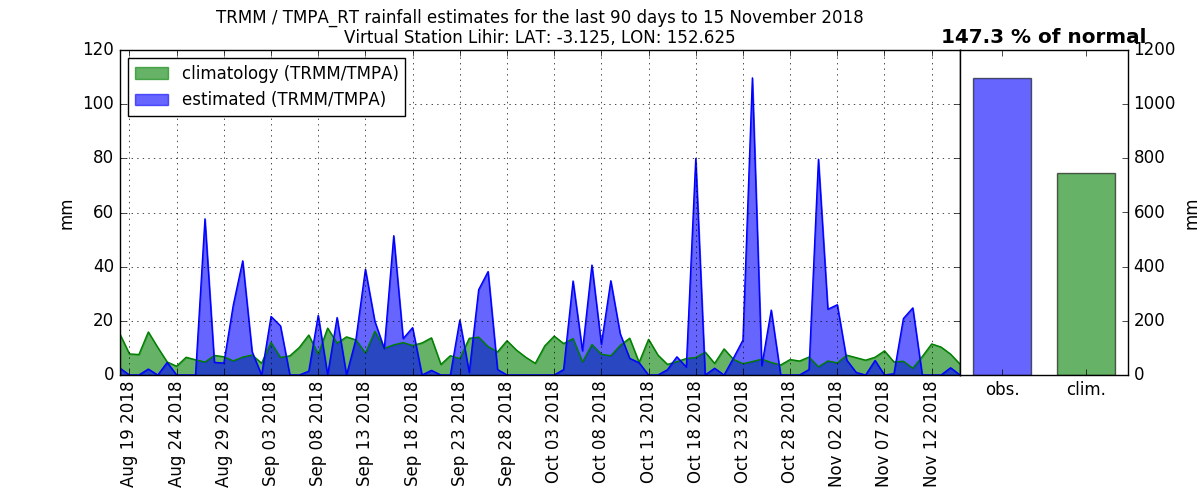 TRMM / TMPA_RT rainfall estimates for the last 90 days to 15 November 2018
Virtual Station Lihir: LAT: -3.125, LON: 152.625
147.3 % of normal
climatology (TRMM/TMPA)
estimated (TRMM/TMPA)
mm
120
100
80
60
40
20
0
1200
1000
800
600
400
200
0
mm
obs.
clim.
Aug 19 2018
Aug 24 2018
Aug 29 2018
Sep 03 2018
Sep 08 2018
Sep 13 2018
Sep 18 2018
Sep 23 2018
Sep 28 2018
Oct 03 2018
Oct 08 2018
Oct 13 2018
Oct 18 2018
Oct 23 2018
Oct 28 2018
Nov 02 2018
Nov 07 2018
Nov 12 2018